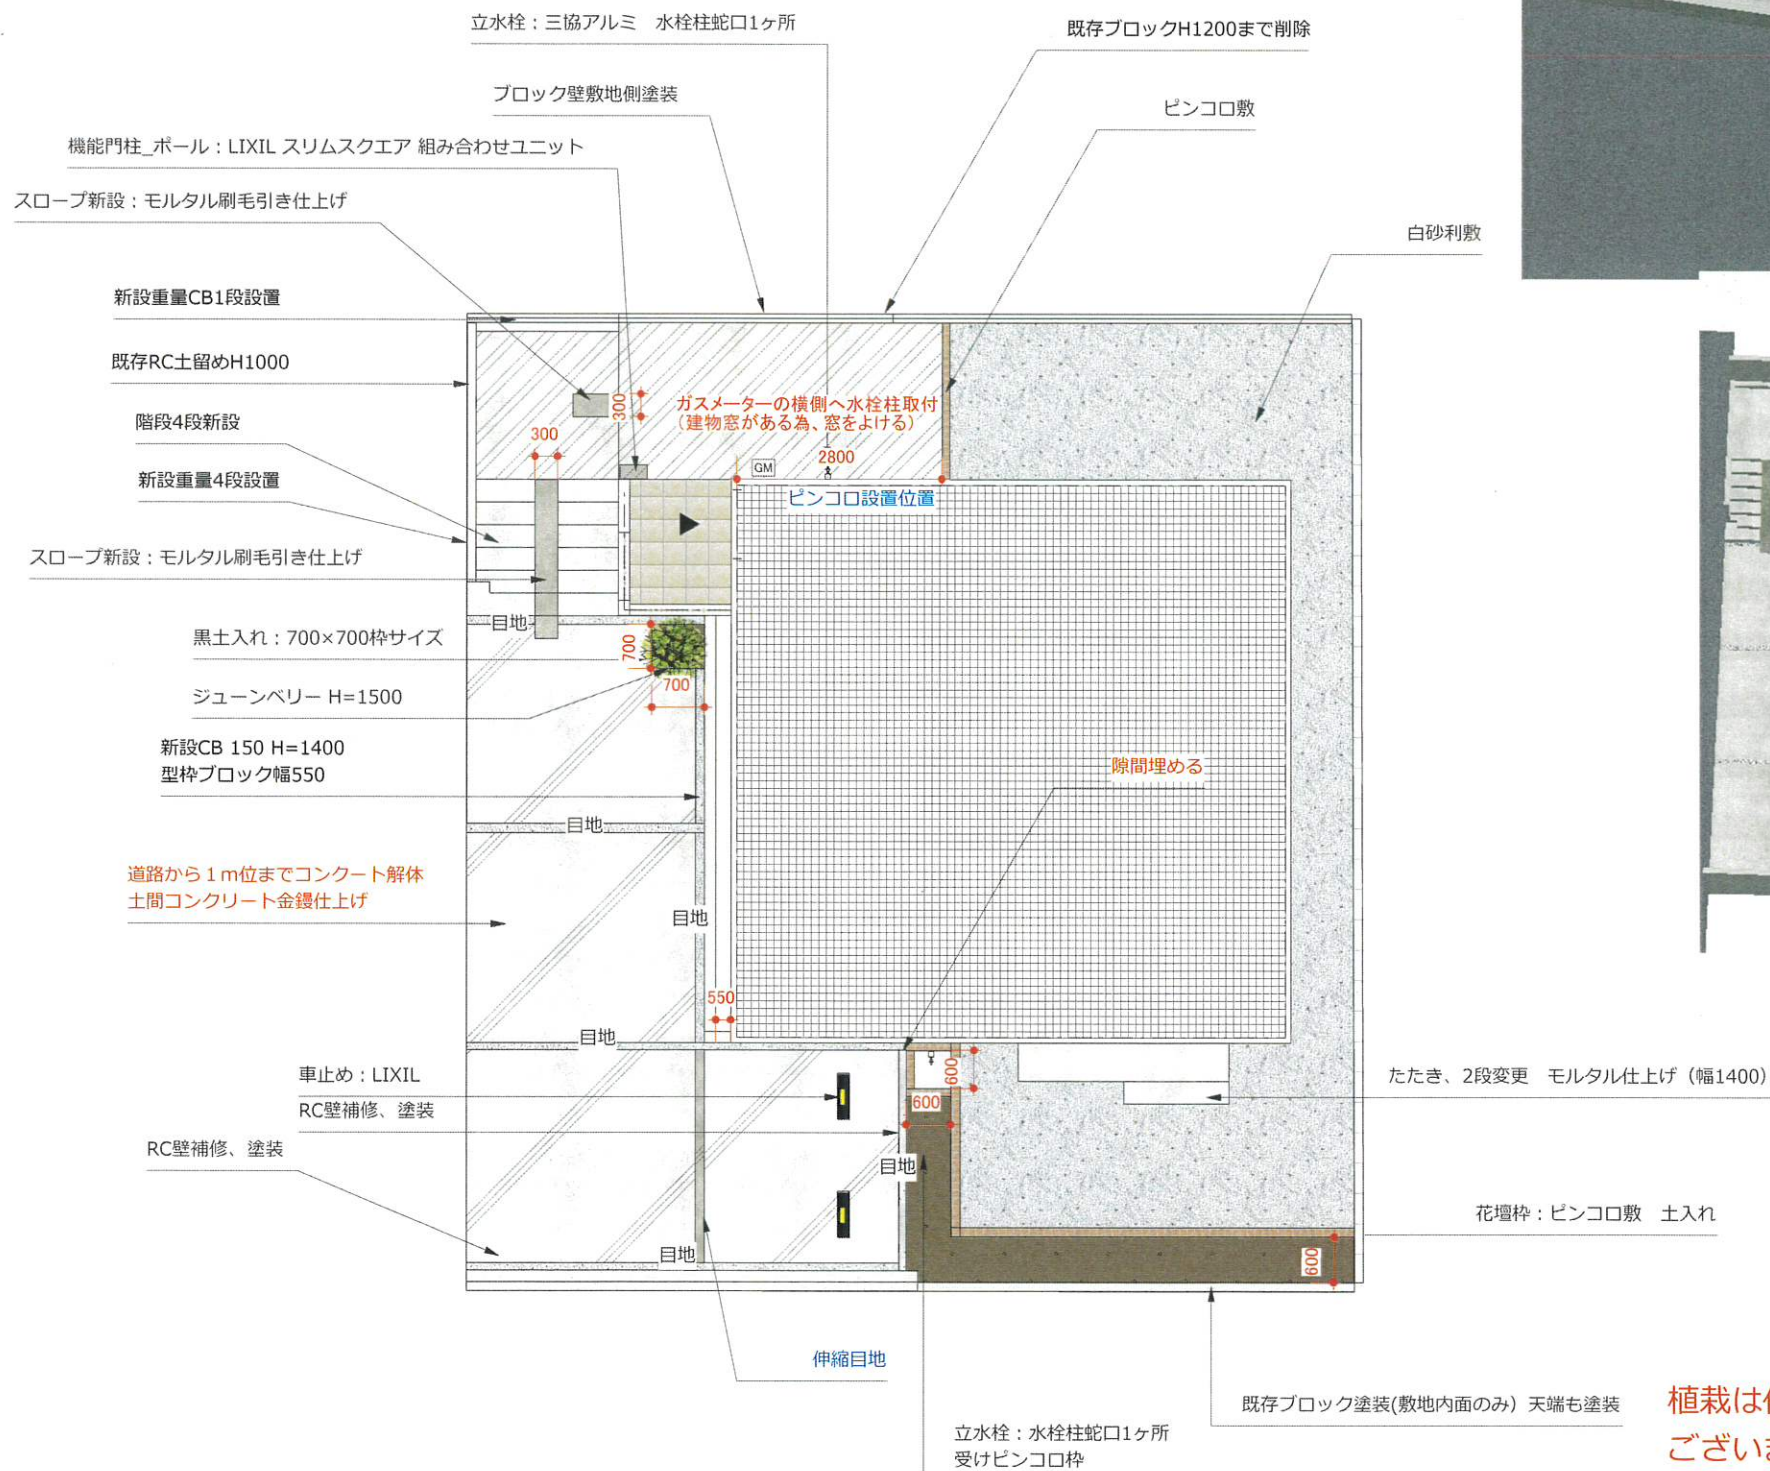 立水栓：三協アルミ　水栓柱蛇口1ヶ所
既存ブロックH1200まで削除
ブロック壁敷地側塗装
ピンコロ敷
機能門柱_ポール：LIXIL スリムスクエア 組み合わせユニット
スロープ新設：モルタル刷毛引き仕上げ
白砂利敷
新設重量CB1段設置
既存RC土留めH1000
階段4段新設
新設重量4段設置
スロープ新設：モルタル刷毛引き仕上げ
300
300
ガスメーターの横側へ水栓柱取付
（建物窓がある為、窓をよける）
GM
2800
ピンコロ設置位置
目地
黒土入れ：700×700枠サイズ
700
700
ジューンベリー H=1500
新設CB 150 H=1400
型枠ブロック幅550
隙間埋める
目地
道路から１m位までコンクート解体
土間コンクリート金鏝仕上げ
目地
550
目地
車止め：LIXIL
RC壁補修、塗装
RC壁補修、塗装
600
600
目地
目地
たたき、2段変更　モルタル仕上げ（幅1400）
花壇枠：ピンコロ敷　土入れ
600
伸縮目地
既存ブロック塗装(敷地内面のみ）天端も塗装
立水栓：水栓柱蛇口1ヶ所
受けピンコロ枠
植栽は
ございま